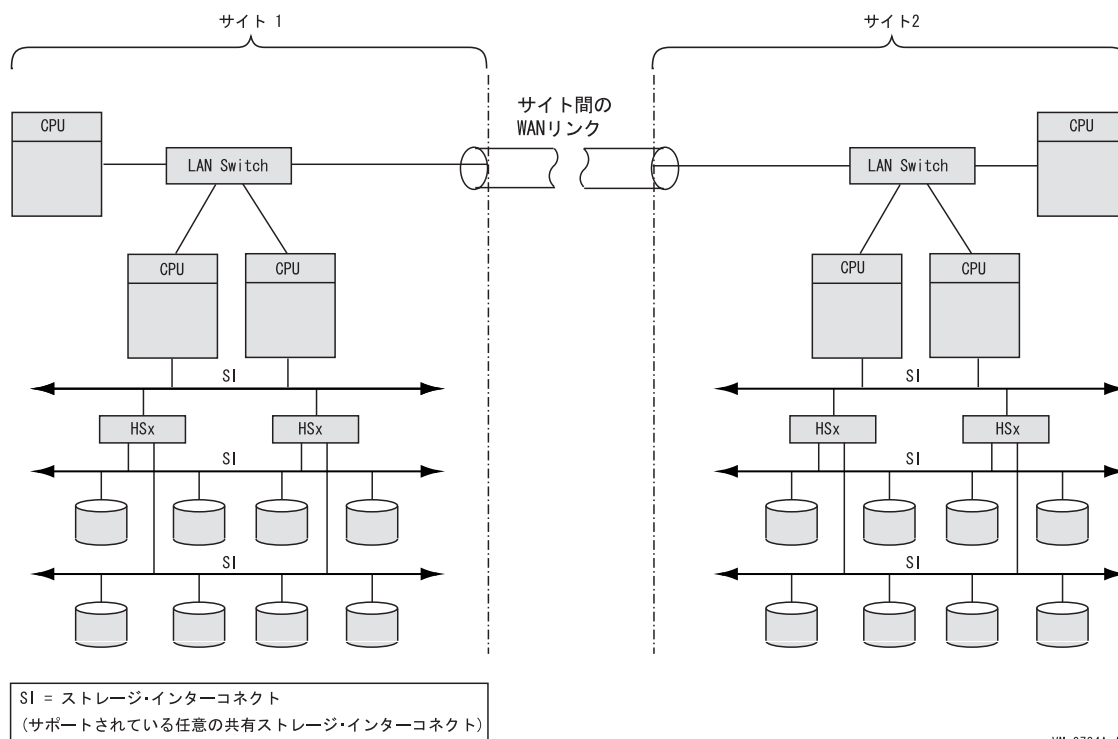 サイト 1
サイト2
サイト間の
WANリンク
CPU
LAN Switch
LAN Switch
CPU
CPU
CPU
CPU
CPU
SI
SI
HSx
HSx
HSx
HSx
SI
SI
SI
SI
SI = ストレージ・インターコネクト
(サポートされている任意の共有ストレージ・インターコネクト)